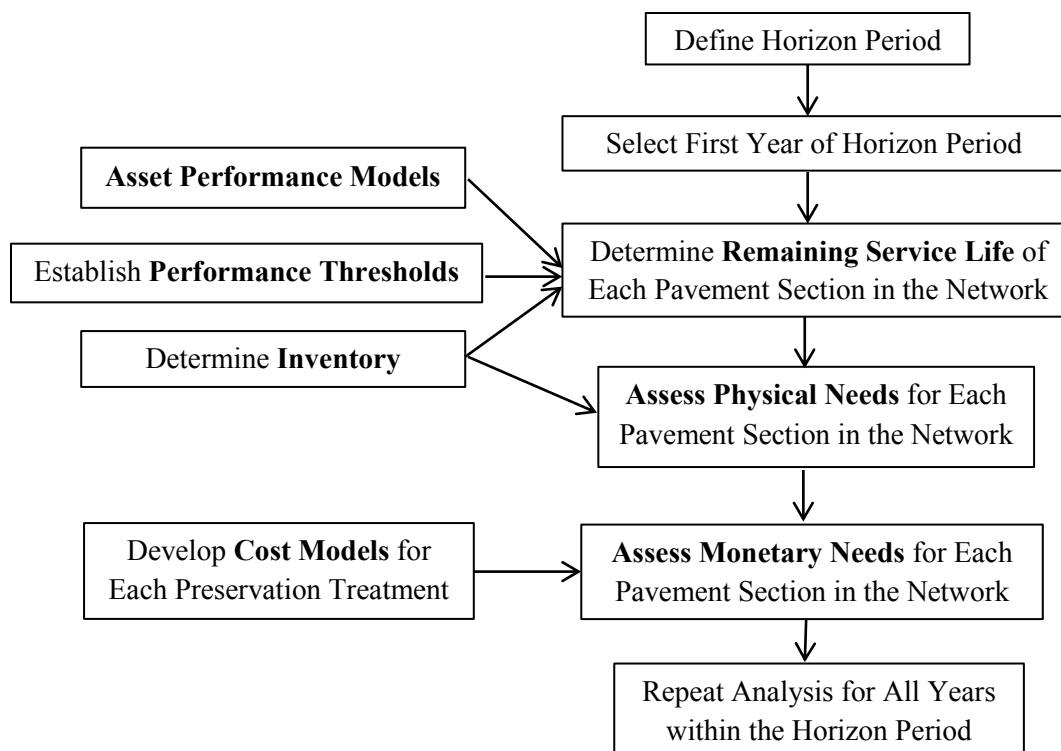 Define Horizon Period
Select First Year of Horizon Period
Asset Performance Models
Establish Performance Thresholds
Determine Inventory
Determine Remaining Service Life of
Each Pavement Section in the Network
Assess Physical Needs for Each
Pavement Section in the Network
Develop Cost Models for
Each Preservation Treatment
Assess Monetary Needs for Each
Pavement Section in the Network
Repeat Analysis for All Years
within the Horizon Period